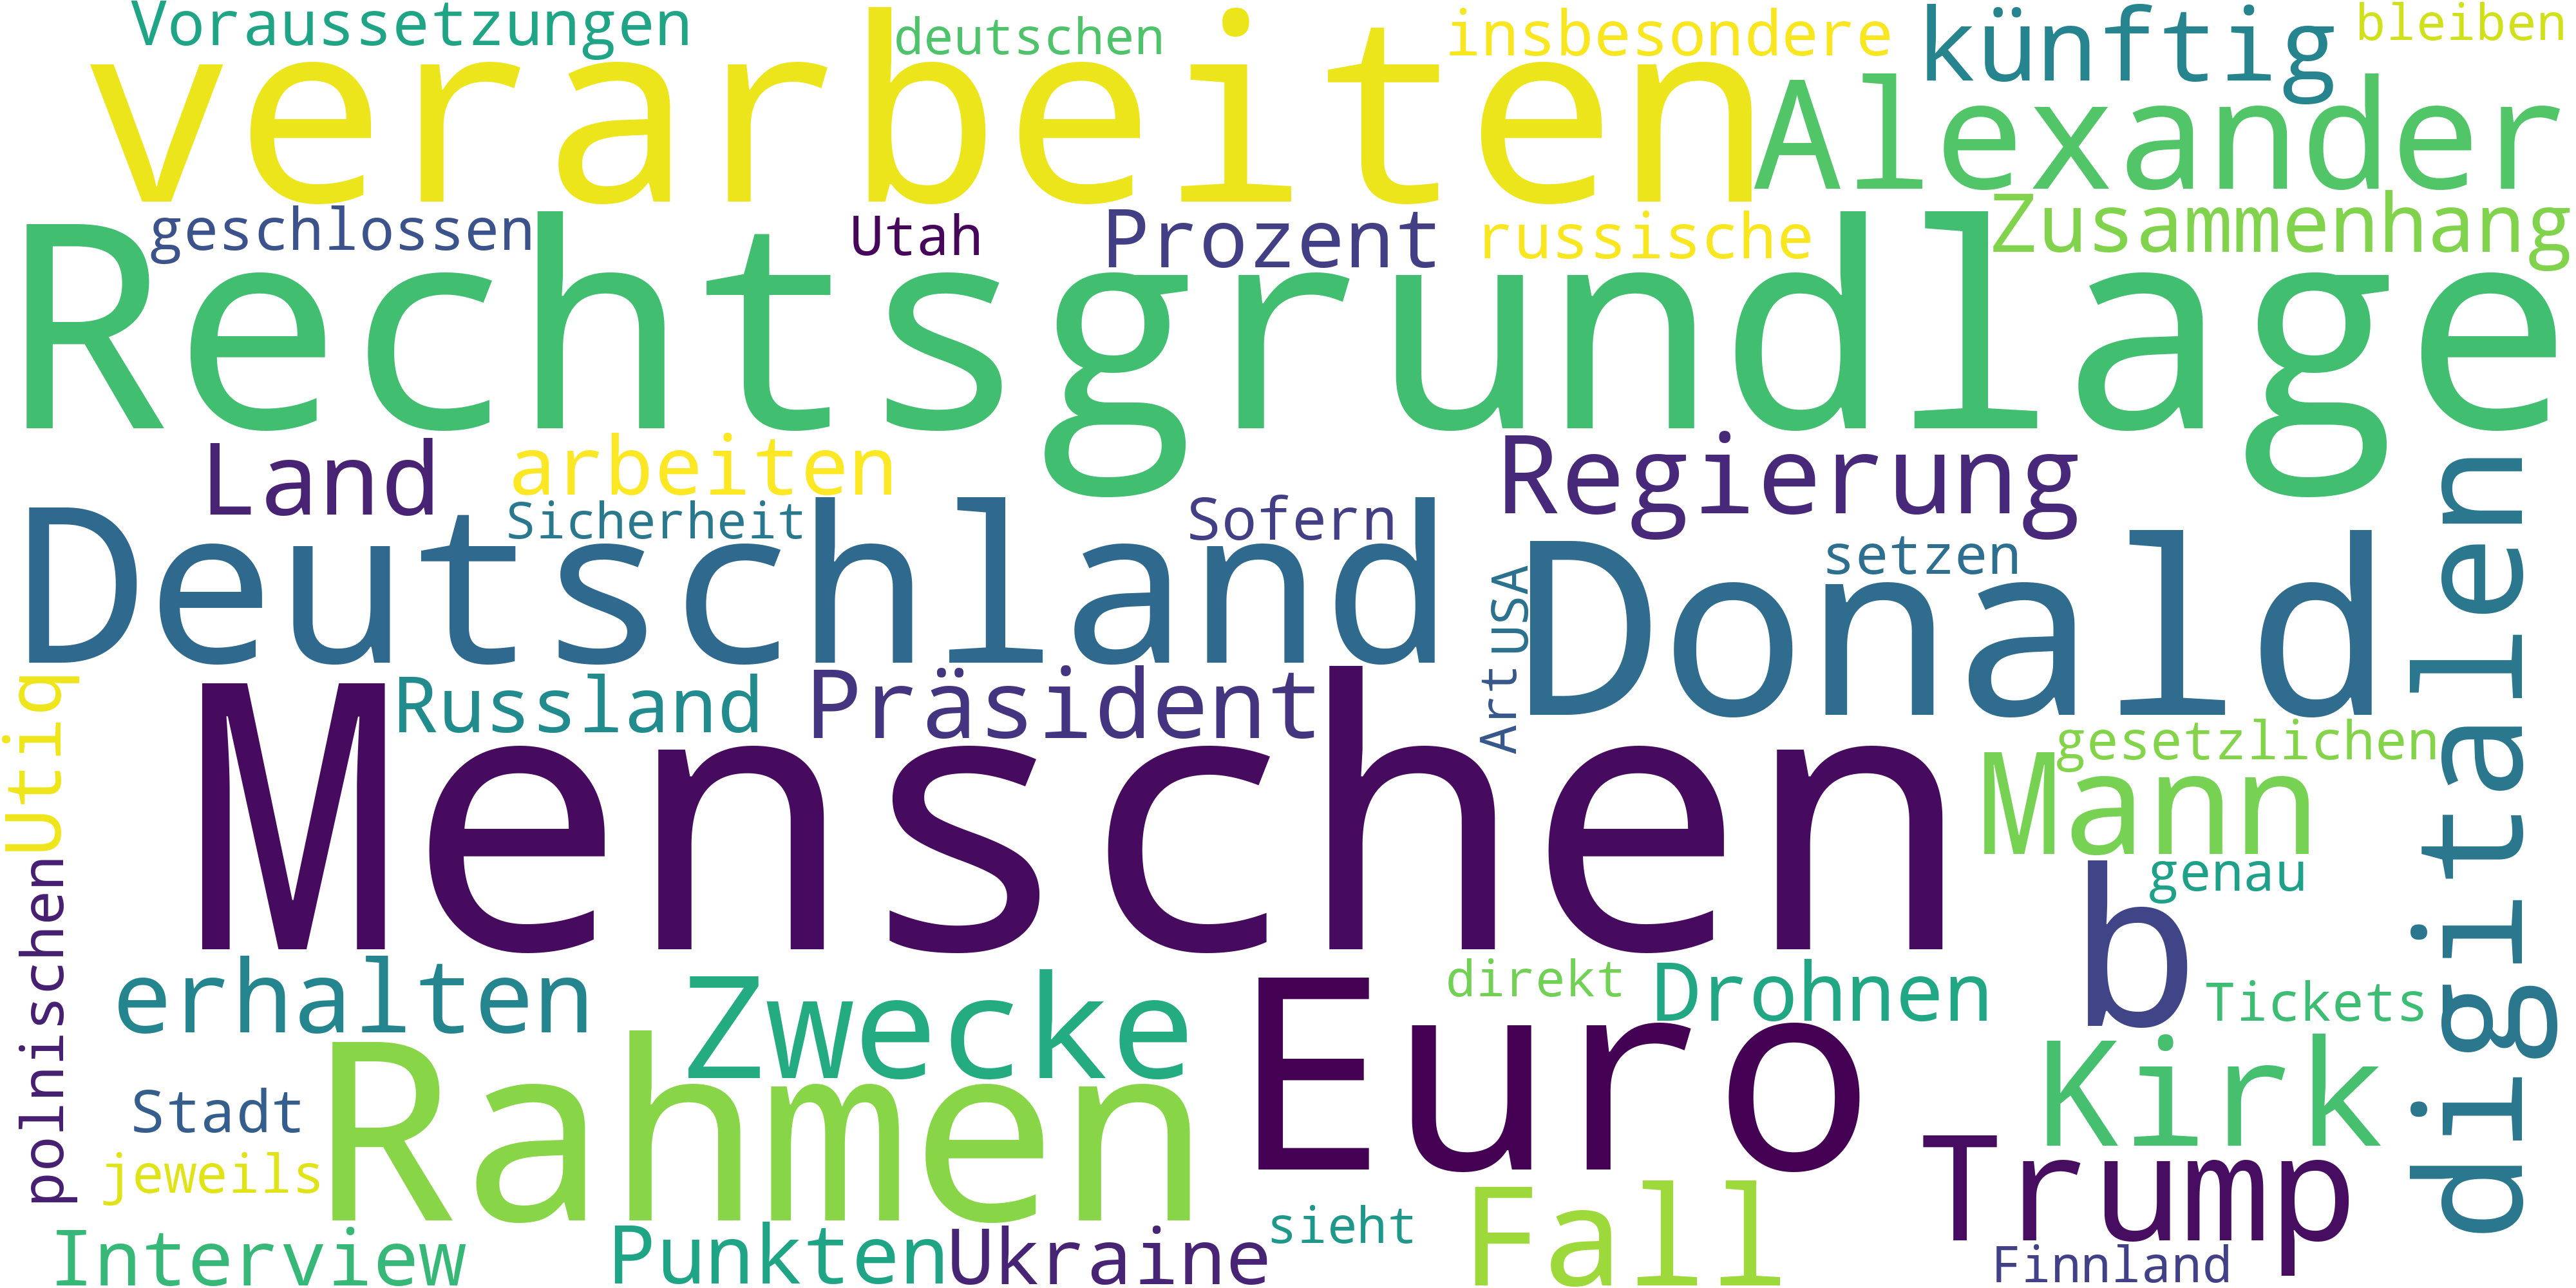 Voraussetzungen
deutschen
insbesondere
künftig
bleiben
verarbeiten
Alexander
geschlossen
Utah
Prozent
russische
Zusammenhang
Rechtsgrundlage
Land
arbeiten
Regierung
digitalen
Sicherheit
Sofern
Deutschland
USA
Donald
setzen
Utiq
Russland
Präsident
Art
gesetzlichen
Menschen
Mann
polnischen
b
genau
erhalten
Zwecke
Euro
direkt
Drohnen
Tickets
Stadt
Rahmen
Kirk
jeweils
Trump
Interview
Punkten
Ukraine
sieht
Fall
Finnland